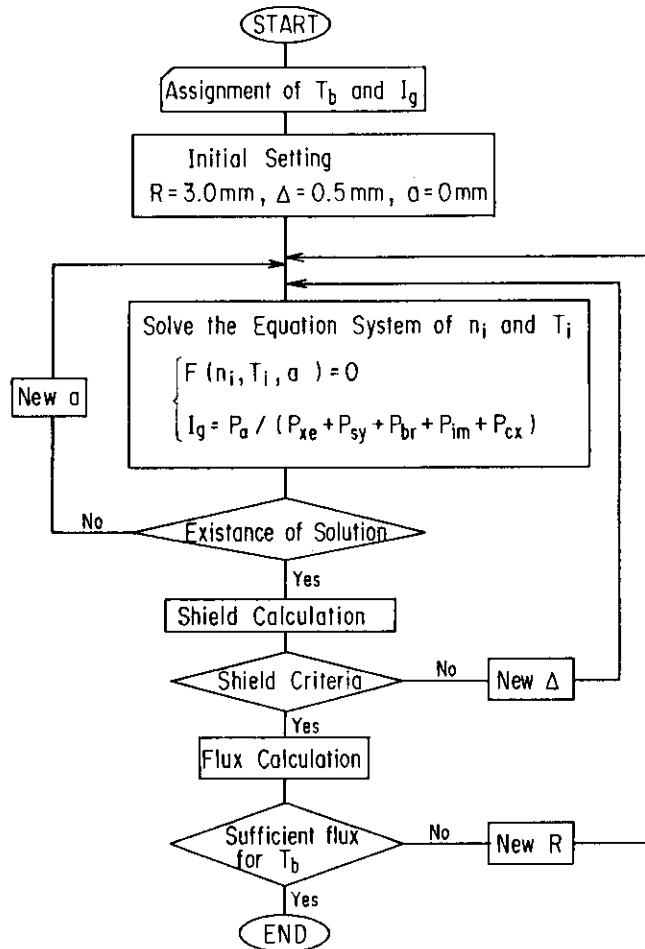 START
Assignment of T_b and I_g
Initial Setting
R = 3.0 mm , Δ = 0.5 mm , a = 0 mm
Solve the Equation System of n_i and T_i
F ( n_i , T_i , a ) = 0
I_g = P_a / ( P_xe + P_sy + P_br + P_im + P_cx )
New a
No
Existance of Solution
Yes
Shield Calculation
Shield Criteria
No
New Δ
Yes
Flux Calculation
Sufficient flux
for T_b
No
New R
Yes
END